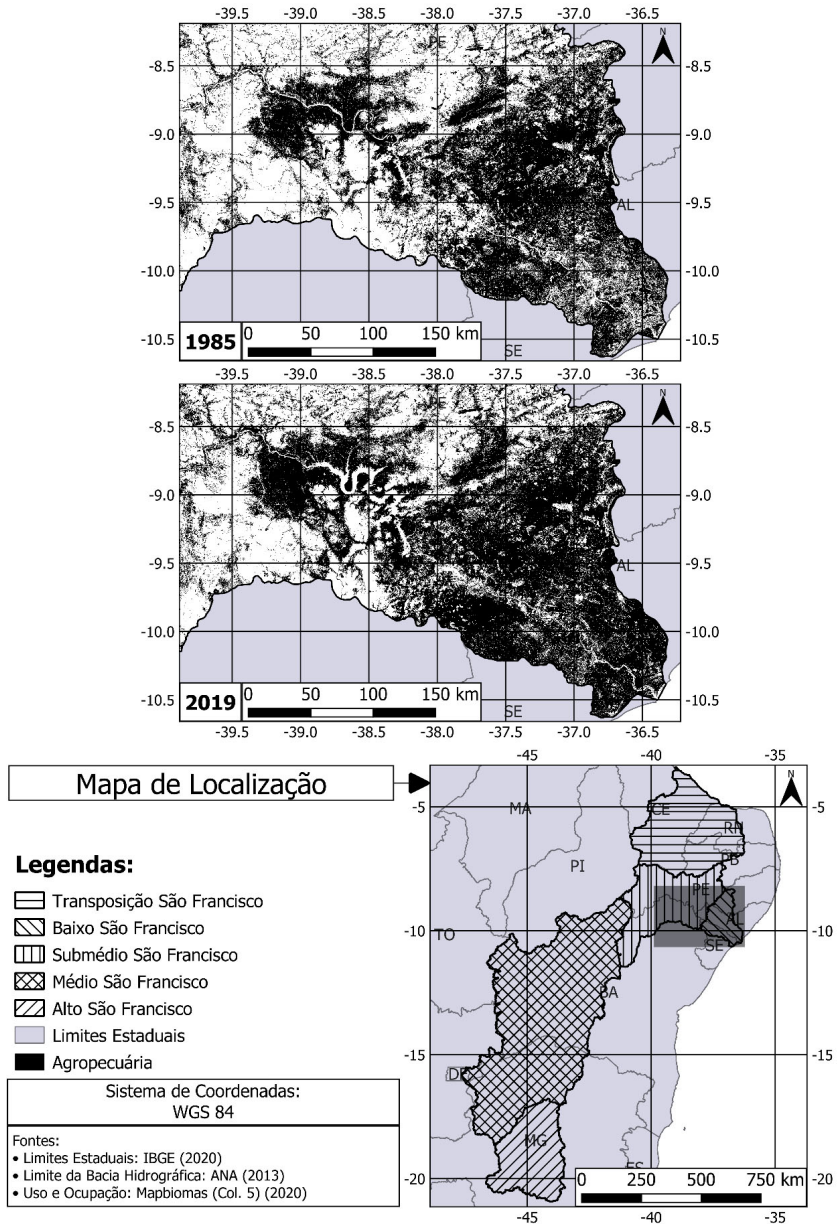 -39.5 -39.0 -38.5 -38.0 -37.5 -37.0 -36.5
N
PE
-8.5 -8.5
-9.0 -9.0
-9.5 AL -9.5
-10.0 -10.0
-10.5 -10.5
1985 0 50 100 150 km
SE
-39.5 -39.0 -38.5 -38.0 -37.5 -37.0 -36.5
N
PE
-8.5 -8.5
-9.0 -9.0
-9.5 AL -9.5
-10.0 -10.0
-10.5 -10.5
2019 0 50 100 150 km
SE
-39.5 -39.0 -38.5 -38.0 -37.5 -37.0 -36.5
Mapa de Localização
-45 -40 -35
N
-5 MA CE -5
RN
PI PB
PE
AL
-10 TO -10
SE
BA
-15 -15
DF
MG
ES
-20 -20
0 250 500 750 km
-45 -40 -35
Legendas:
Transposição São Francisco
Baixo São Francisco
Submédio São Francisco
Médio São Francisco
Alto São Francisco
Limites Estaduais
Agropecuária
Sistema de Coordenadas:
WGS 84
Fontes:
• Limites Estaduais: IBGE (2020)
• Limite da Bacia Hidrográfica: ANA (2013)
• Uso e Ocupação: Mapbiomas (Col. 5) (2020)